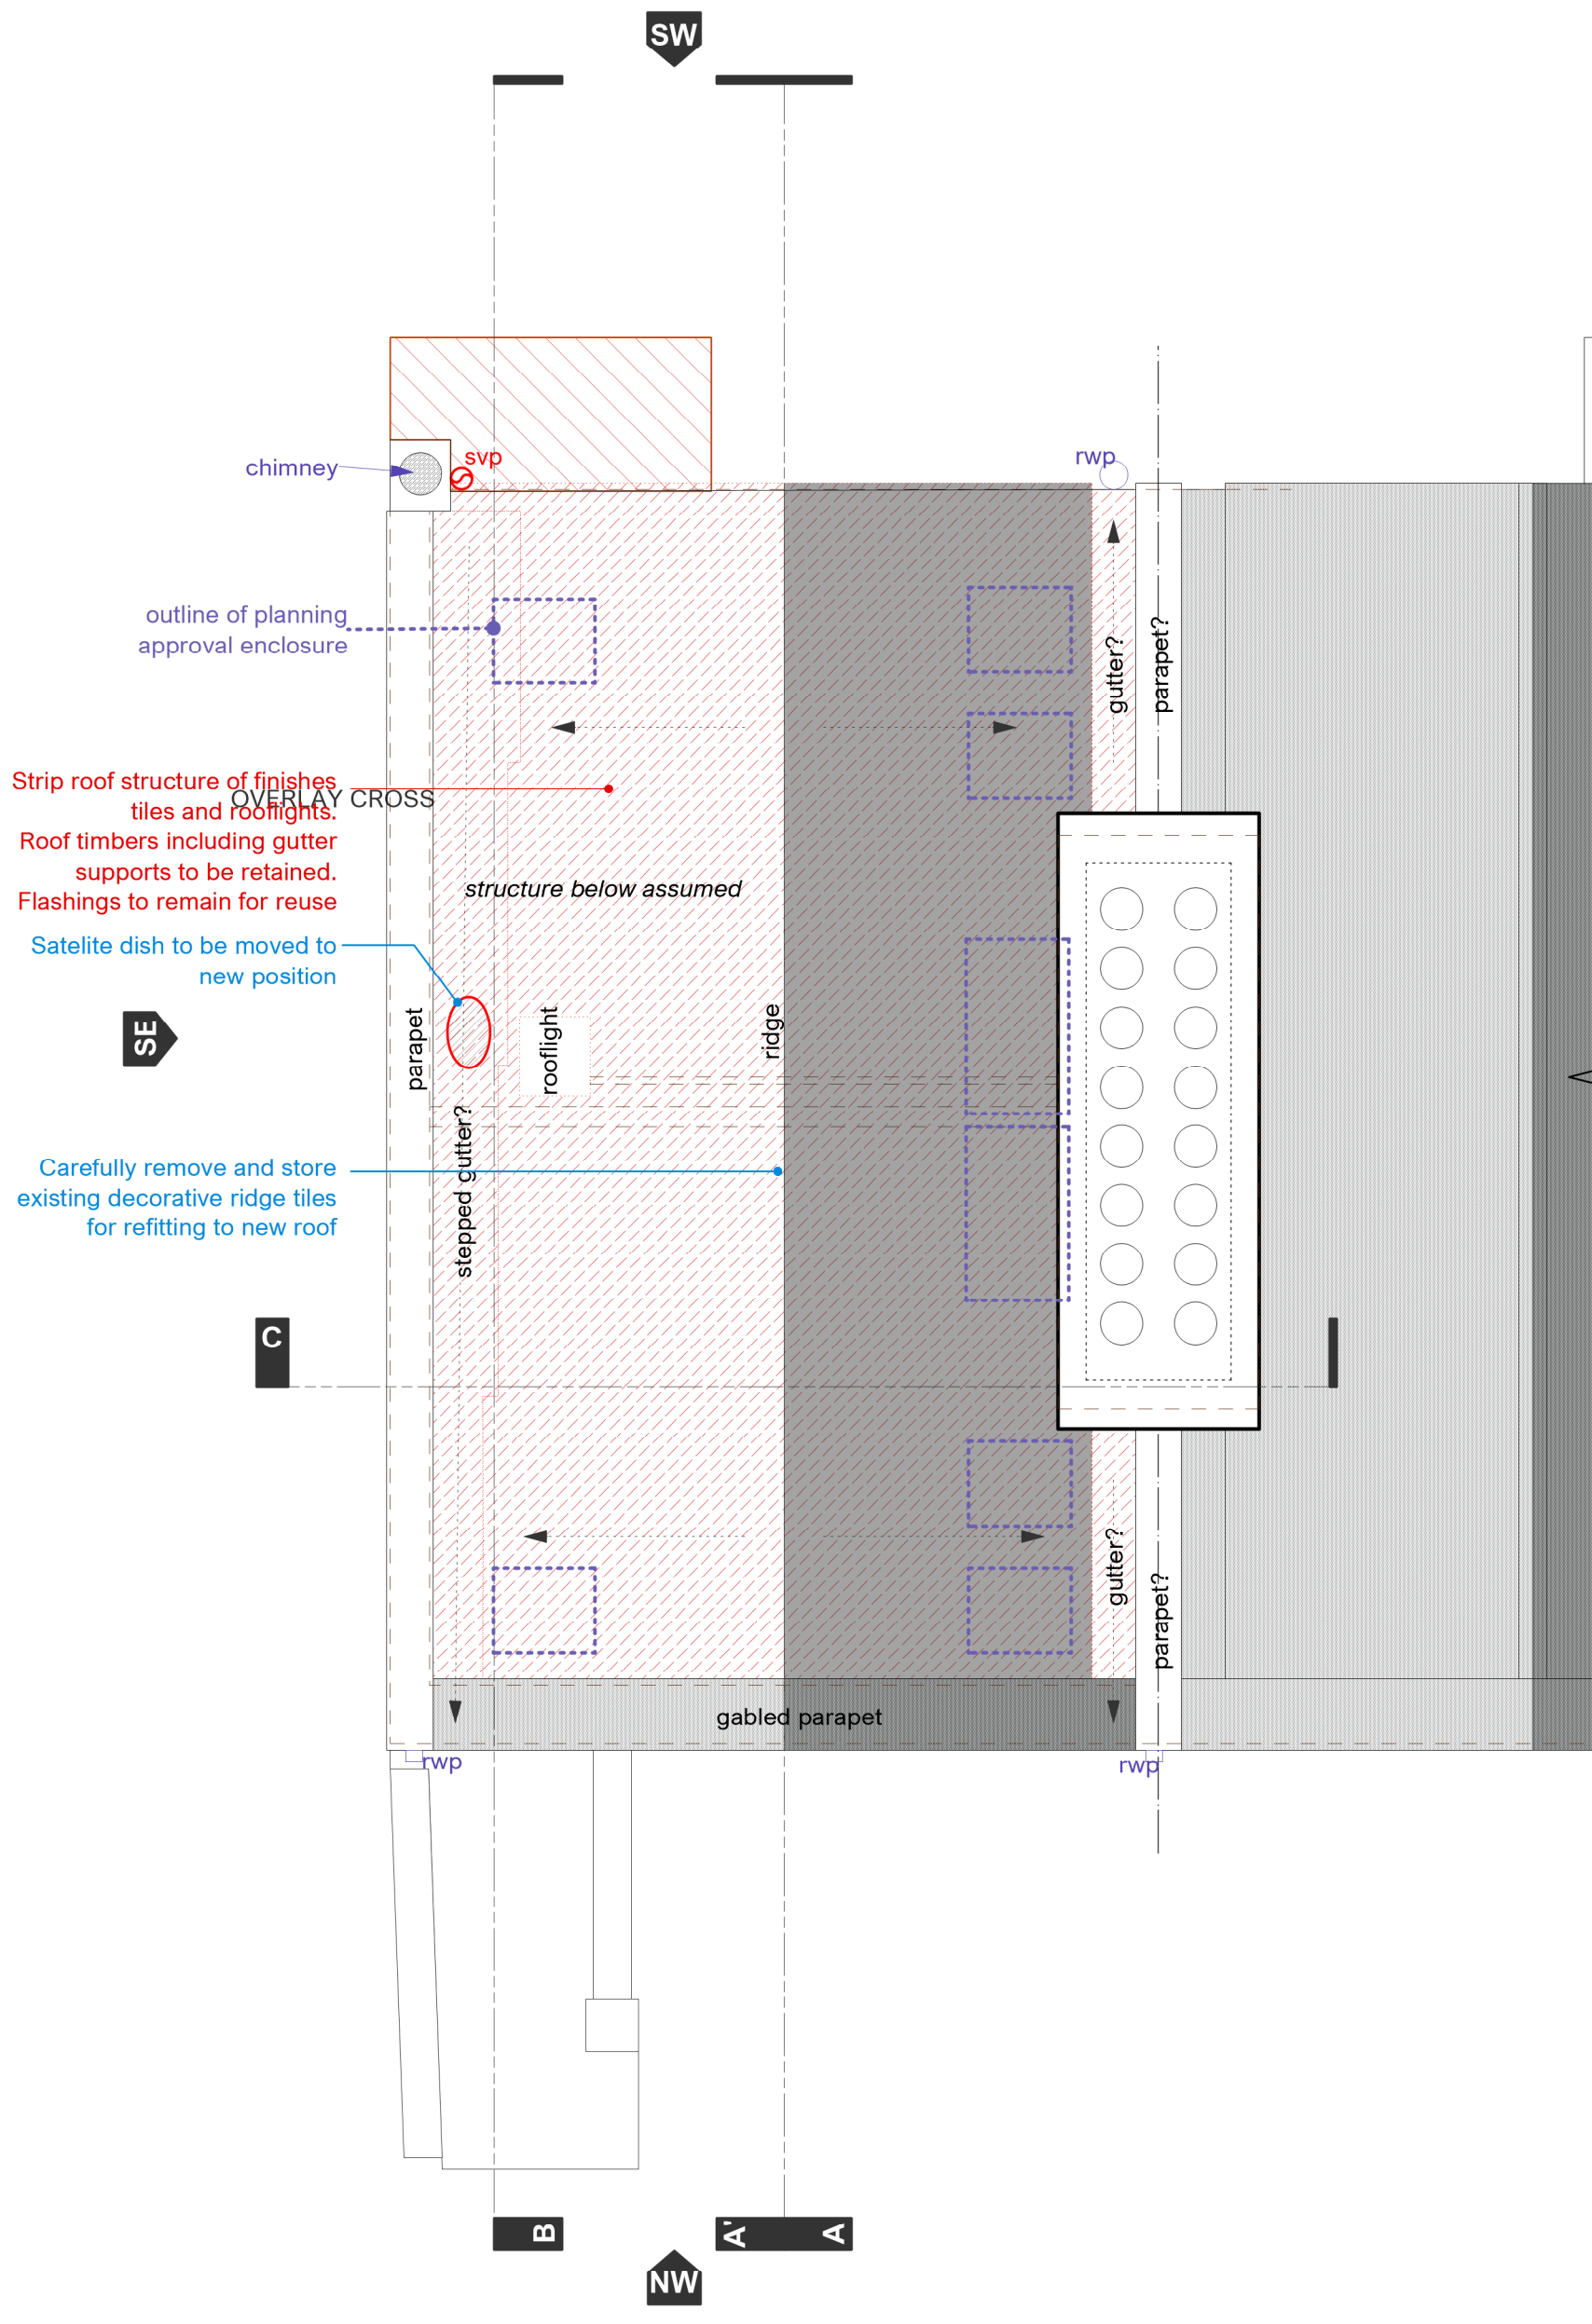 SW
svp
chimney
rwp
outline of planning
approval enclosure
gutter?
parapet?
Strip roof structure of finishes
tiles and rooflights.
OVERLAY CROSS
Roof timbers including gutter
supports to be retained.
Flashings to remain for reuse
structure below assumed
Satelite dish to be moved to
new position
SE
parapet
rooflight
ridge
stepped gutter?
Carefully remove and store
existing decorative ridge tiles
for refitting to new roof
C
gutter?
parapet?
gabled parapet
rwp
rwp
B
A'
A
NW